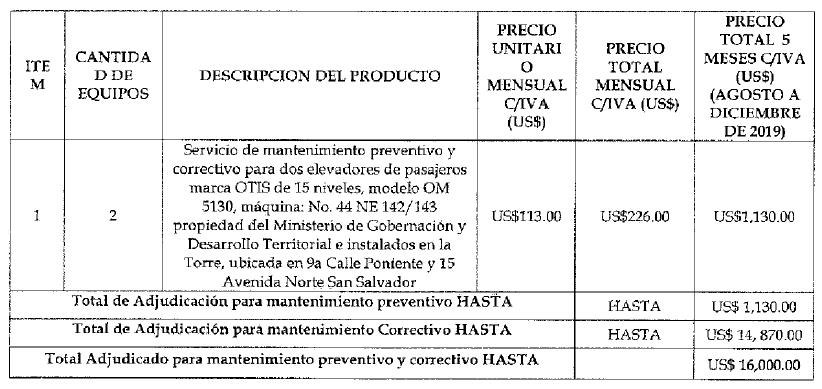 ITE
M
CANTIDA
D DE
EQUIPOS
DESCRIPCION DEL PRODUCTO
PRECIO
UNITARI
O
MENSUAL
C/IVA
(US$)
PRECIO
TOTAL
MENSUAL
C/IVA (US$)
PRECIO
TOTAL 5
MESES C/IVA
(US$)
(AGOSTO A
DICIEMBRE
DE 2019)
1
2
Servicio de mantenimiento preventivo y
correctivo para dos elevadores de pasajeros
marca OTIS de 15 niveles, modelo OM
5130, máquina: No. 44 NE 142/143
propiedad del Ministerio de Gobernación y
Desarrollo Territorial e instalados en la
Torre, ubicada en 9a Calle Poniente y 15
Avenida Norte San Salvador
US$113.00
US$226.00
US$1,130.00
Total de Adjudicación para mantenimiento preventivo HASTA
HASTA
US$ 1,130.00
Total de Adjudicación para mantenimiento Correctivo HASTA
HASTA
US$ 14, 870.00
Total Adjudicado para mantenimiento preventivo y correctivo HASTA
US$ 16,000.00